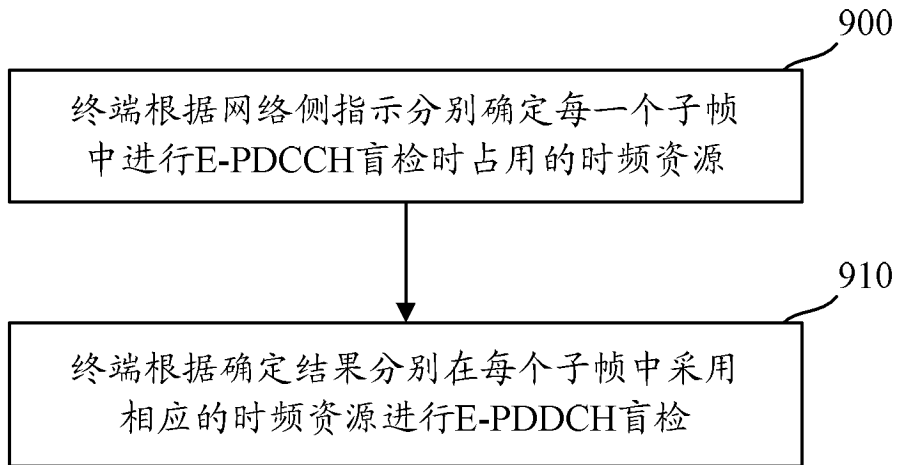 900
终端根据网络侧指示分别确定每一个子帧
中进行E-PDCCH盲检时占用的时频资源
910
终端根据确定结果分别在每个子帧中采用
相应的时频资源进行E-PDDCH盲检